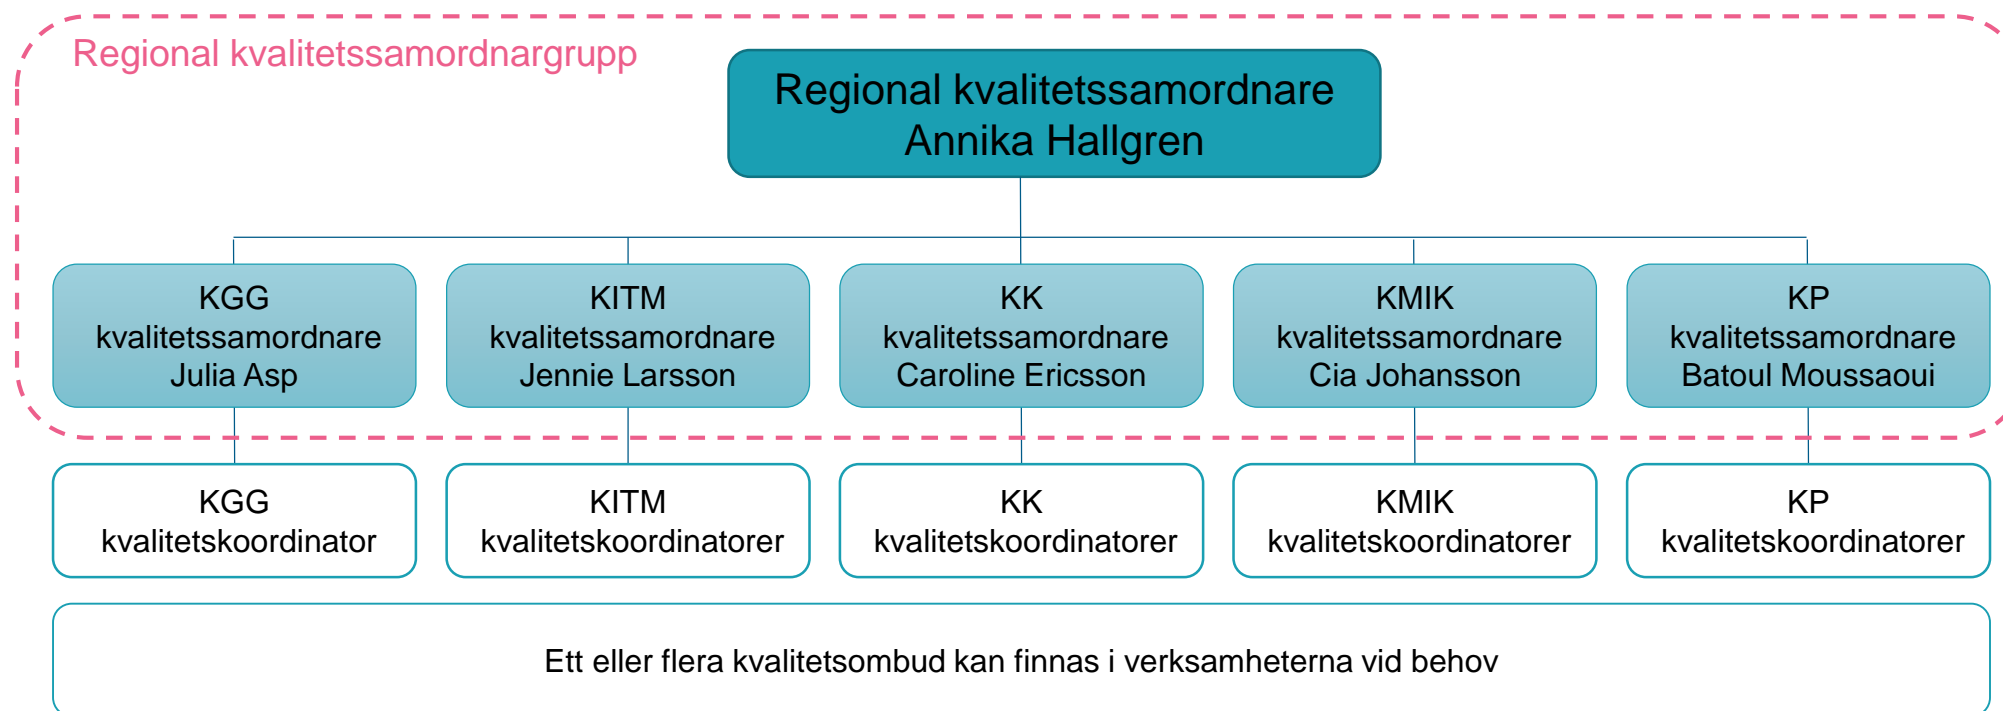 Regional kvalitetssamordnargrupp
Regional kvalitetssamordnare
Annika Hallgren
KGG
kvalitetssamordnare
Julia Asp
KITM
kvalitetssamordnare
Jennie Larsson
KK
kvalitetssamordnare
Caroline Ericsson
KMIK
kvalitetssamordnare
Cia Johansson
KP
kvalitetssamordnare
Batoul Moussaoui
KGG
kvalitetskoordinator
KITM
kvalitetskoordinatorer
KK
kvalitetskoordinatorer
KMIK
kvalitetskoordinatorer
KP
kvalitetskoordinatorer
Ett eller flera kvalitetsombud kan finnas i verksamheterna vid behov